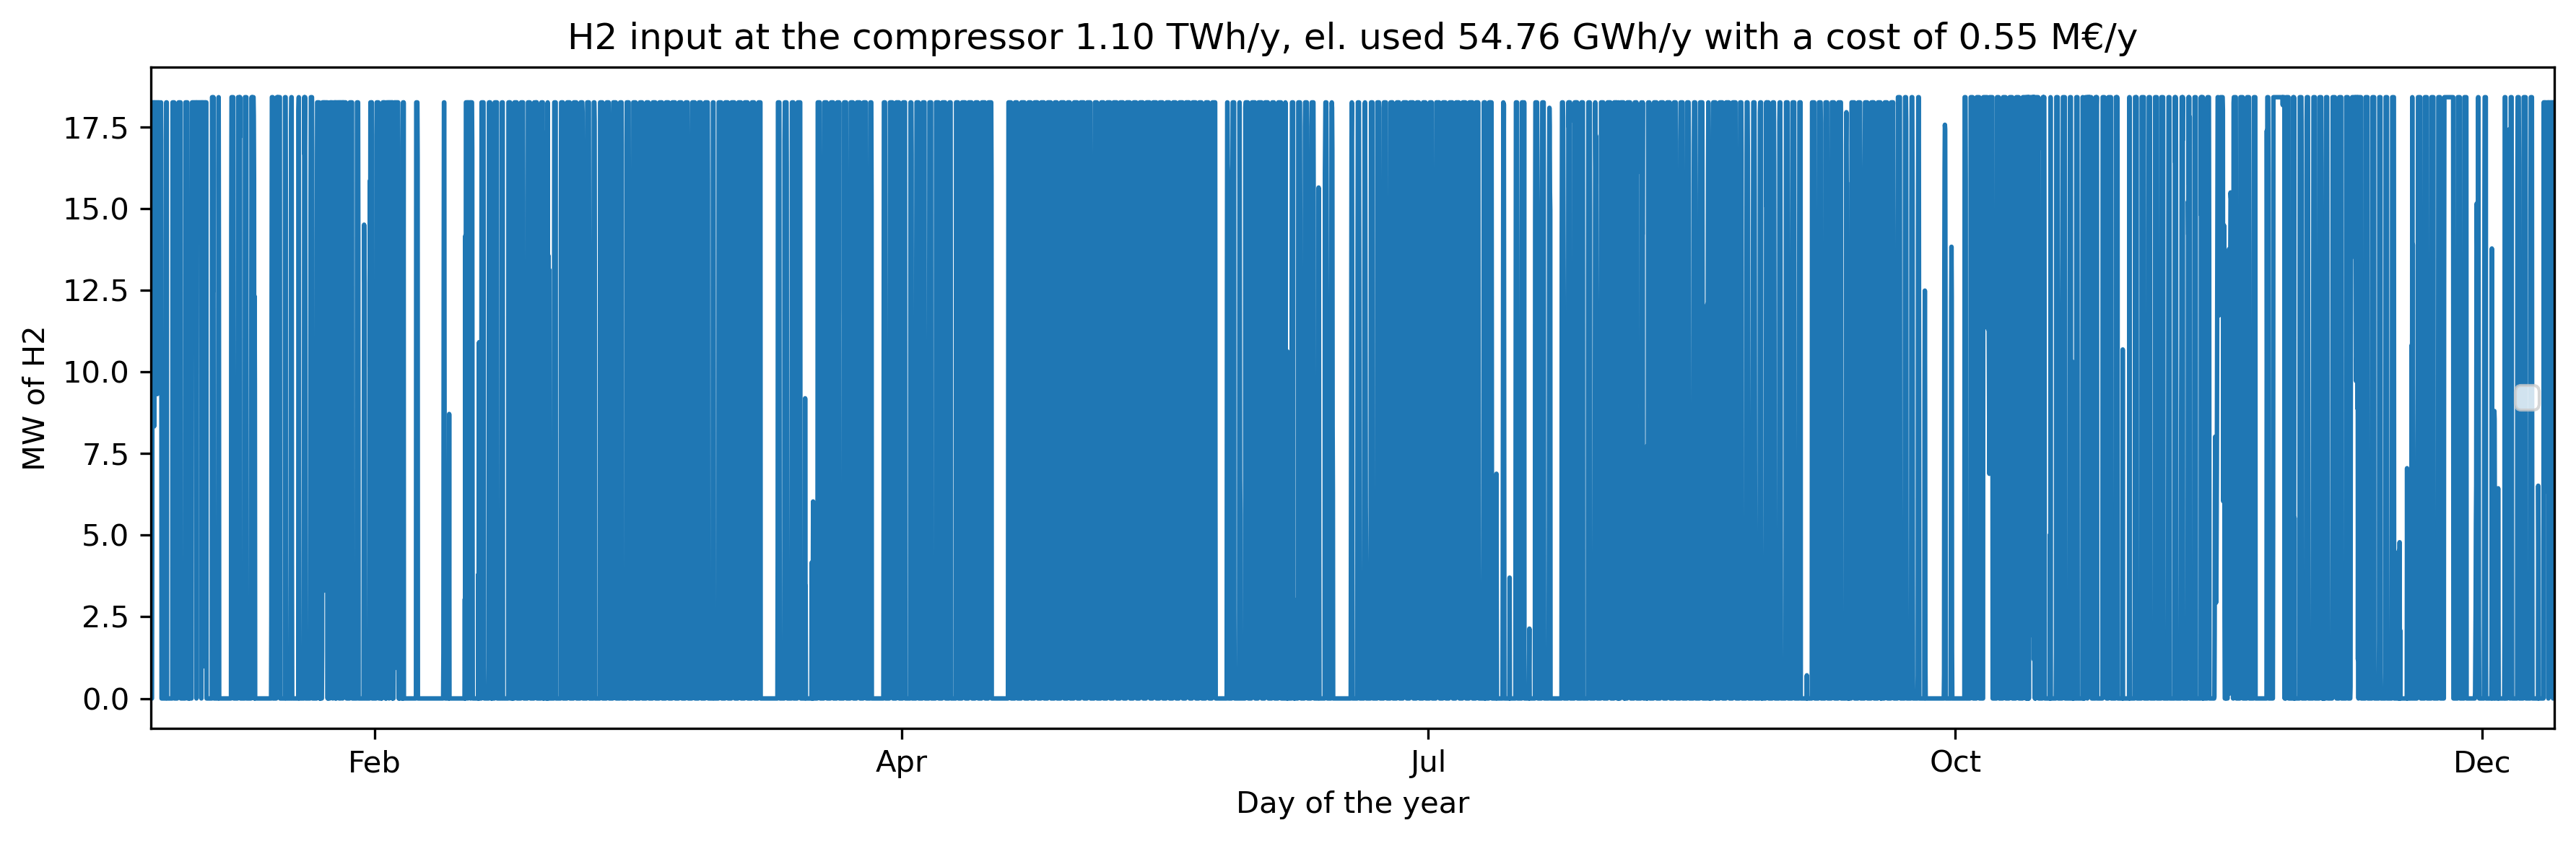 H2 input at the compressor 1.10 TWh/y, el. used 54.76 GWh/y with a cost of 0.55 M€/y
MW of H2
17.5
15.0
12.5
10.0
7.5
5.0
2.5
0.0
Feb Apr Jul Oct Dec
Day of the year